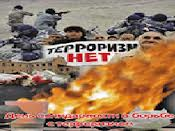 ТЕРРОРИЗМ
НЕТ
День солидарности в борьбе
с терроризмом